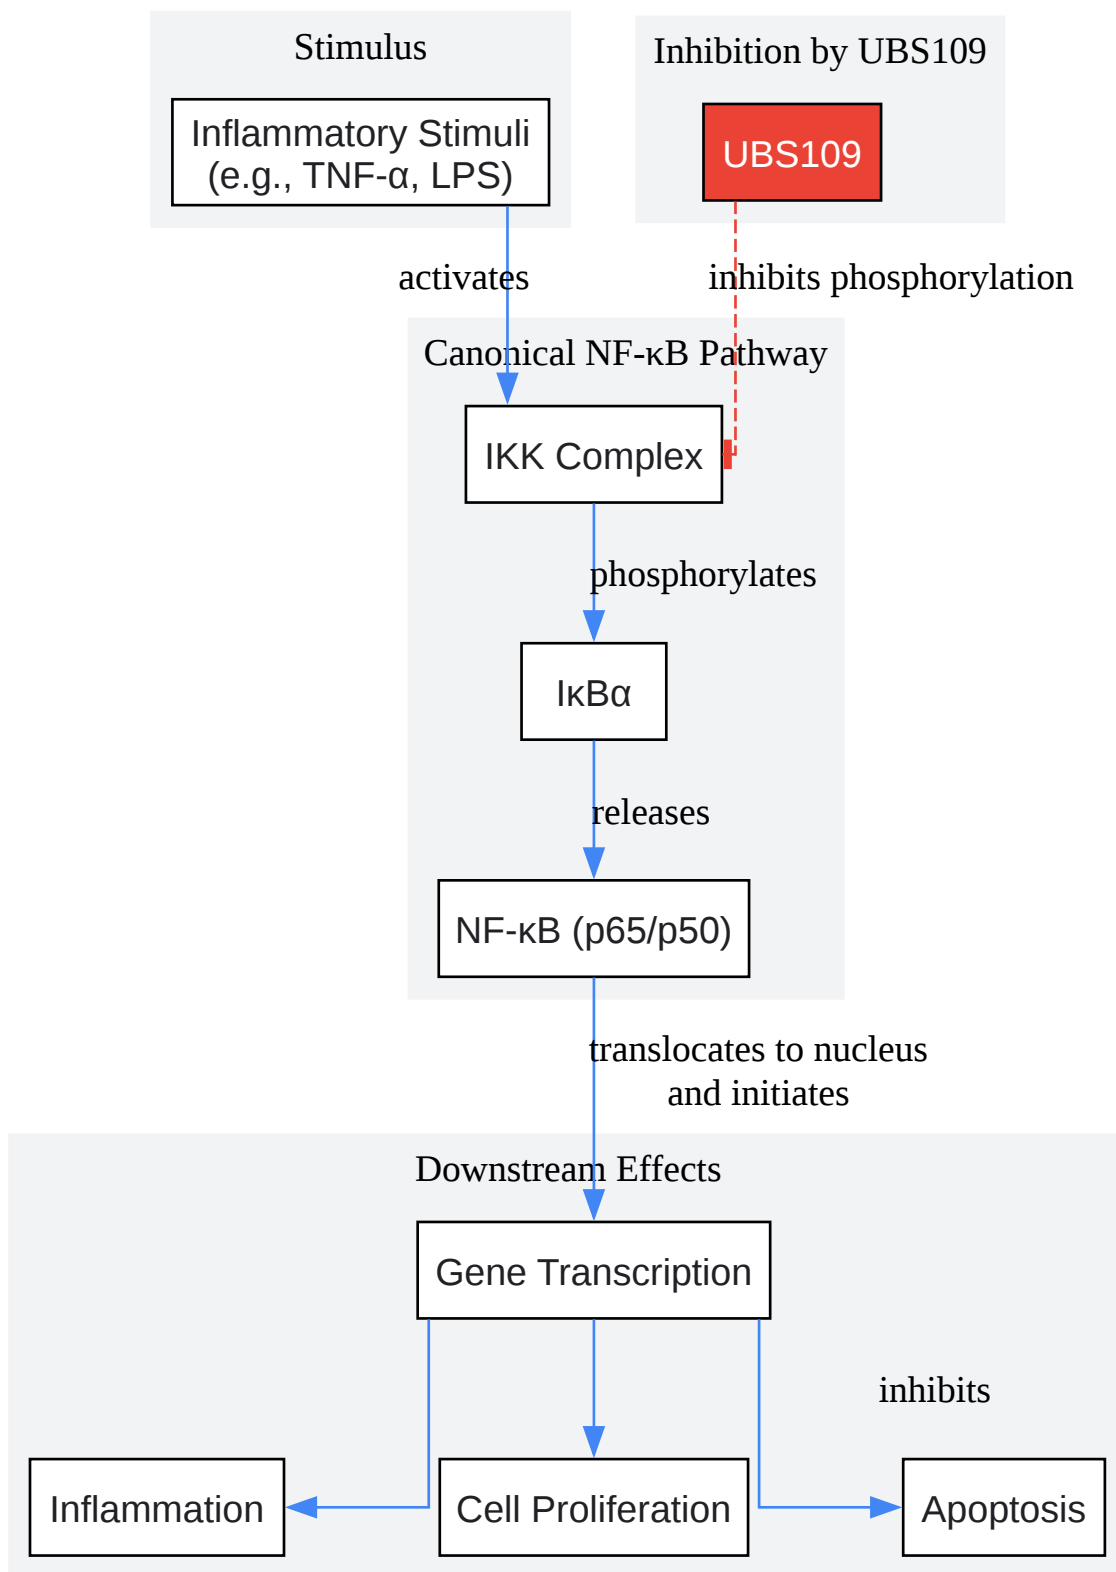 Stimulus
Inflammatory Stimuli
(e.g., TNF-α, LPS)
Inhibition by UBS109
UBS109
activates
inhibits phosphorylation
Canonical NF-κB Pathway
IKK Complex
phosphorylates
IκBα
releases
NF-κB (p65/p50)
translocates to nucleus
and initiates
Downstream Effects
Gene Transcription
inhibits
Inflammation
Cell Proliferation
Apoptosis